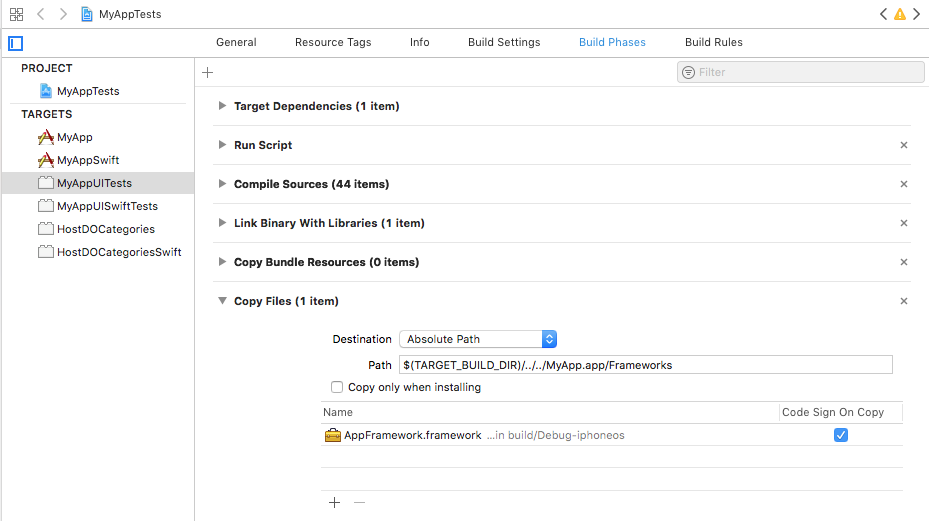 MyAppTests
General Resource Tags Info Build Settings Build Phases Build Rules
PROJECT
MyAppTests
TARGETS
MyApp
MyAppSwift
MyAppUITests
MyAppUISwiftTests
HostDOCategories
HostDOCategoriesSwift
Filter
Target Dependencies (1 item)
Run Script
Compile Sources (44 items)
Link Binary With Libraries (1 item)
Copy Bundle Resources (0 items)
Copy Files (1 item)
Destination Absolute Path
Path $(TARGET_BUILD_DIR)/../../MyApp.app/Frameworks
Copy only when installing
Name Code Sign On Copy
AppFramework.framework ...in build/Debug-iphoneos